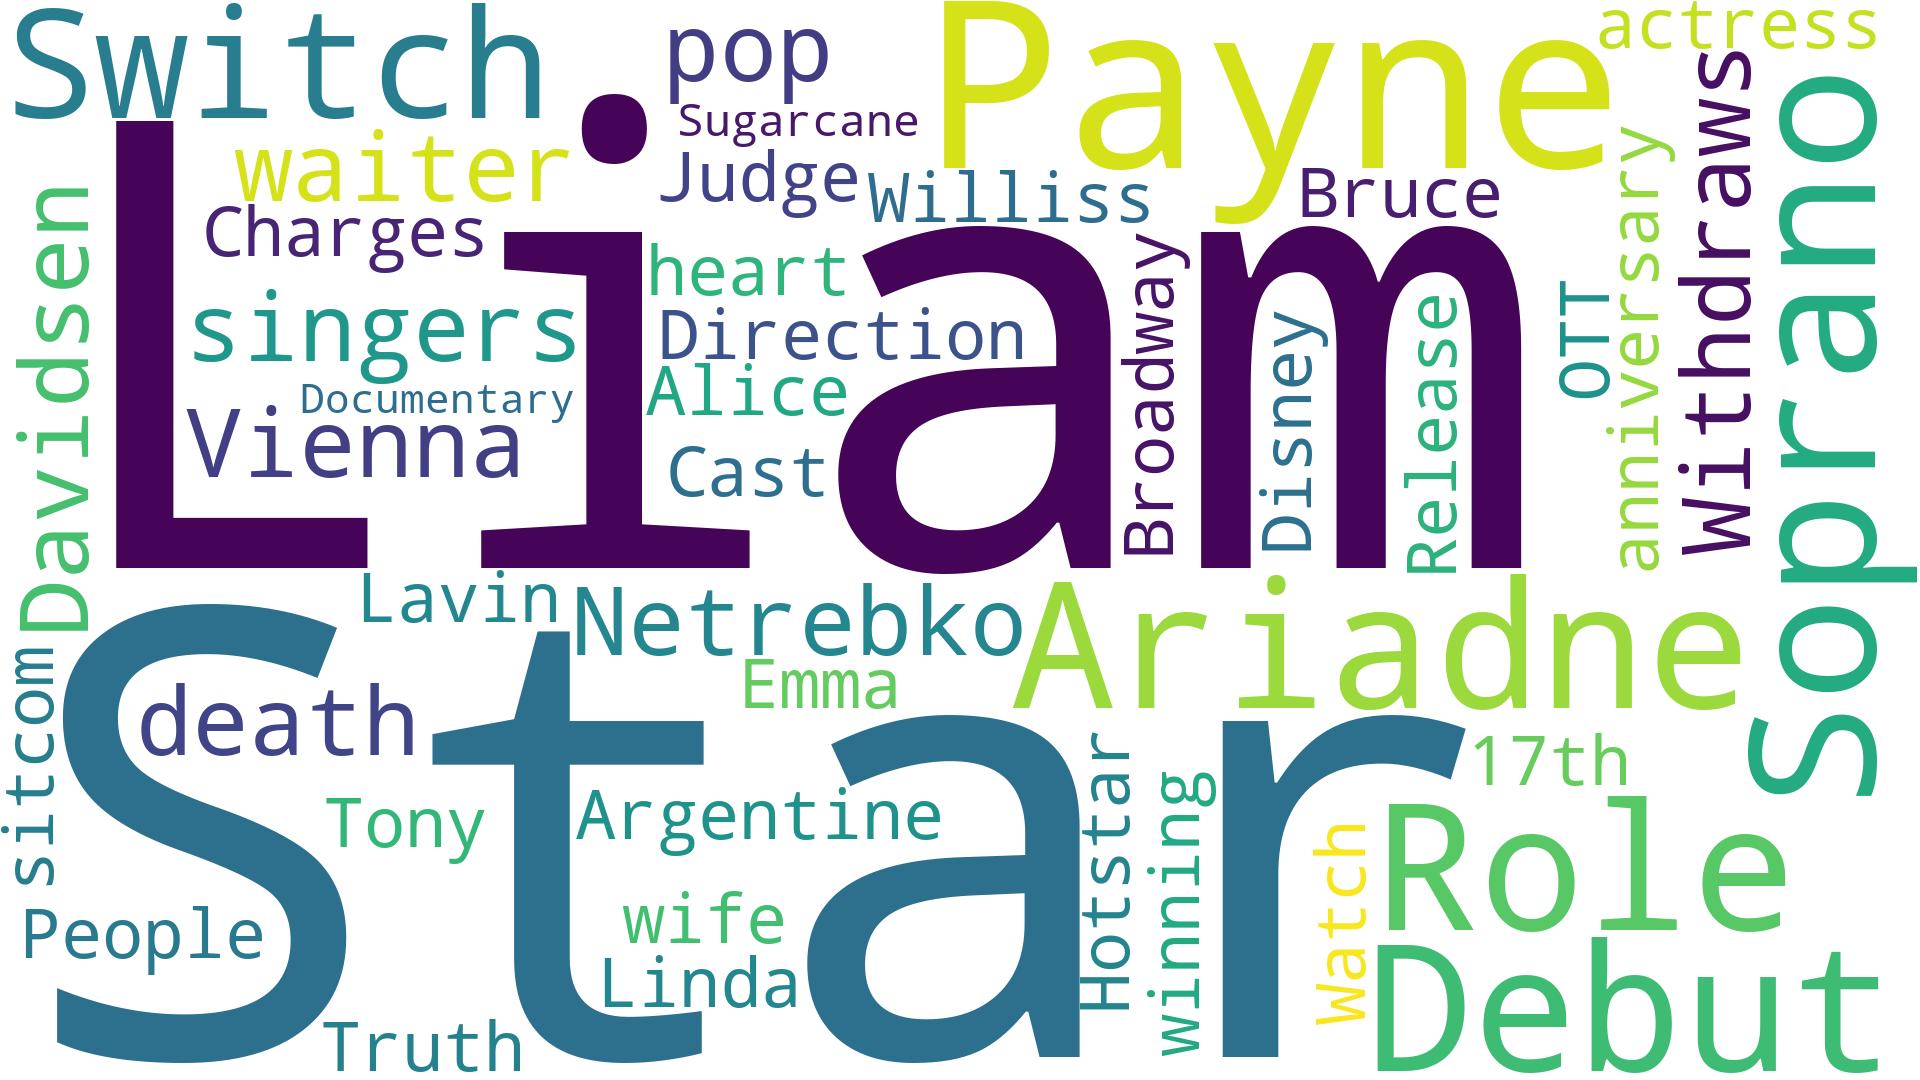 Switch
pop
Payne
actress
Sugarcane
waiter
Judge
Williss
Bruce
Charges
Liam
heart
singers
Direction
Documentary
Alice
Vienna
Cast
Broadway
Disney
Release
OTT
anniversary
Withdraws
soprano
Davidsen
Lavin
Netrebko
Ariadne
Emma
sitcom
death
Star
17th
Tony
Argentine
Hotstar
winning
Watch
Role
wife
People
Linda
Debut
Truth